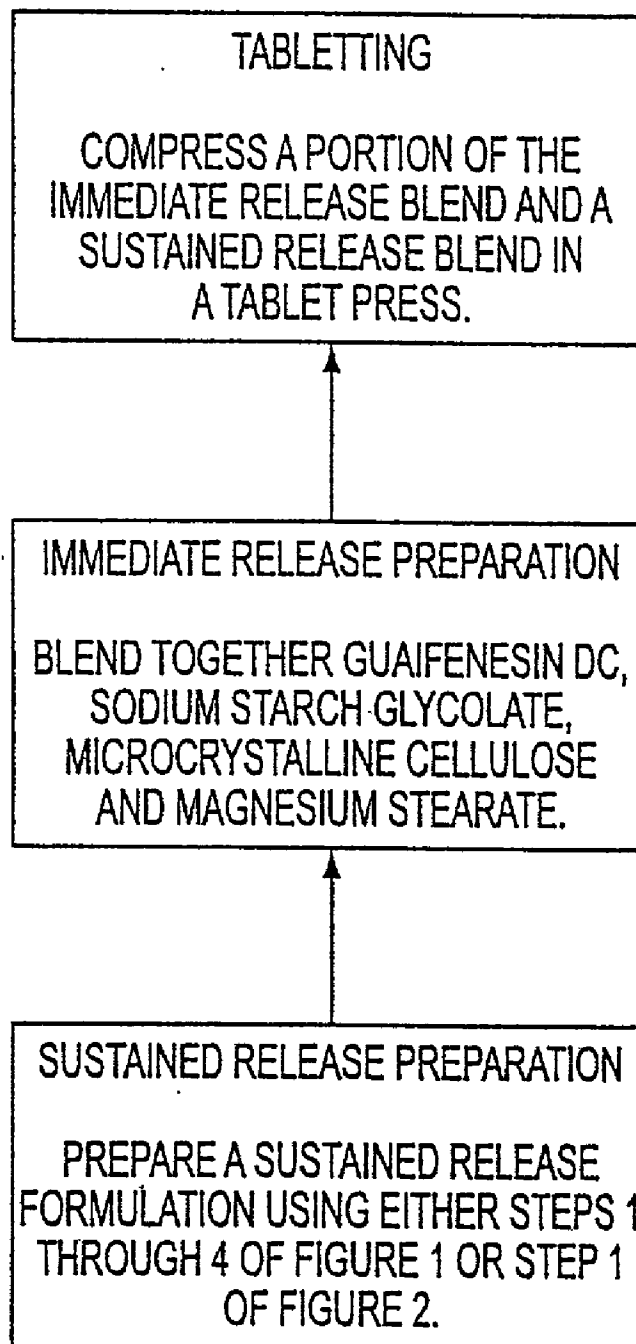 TABLETTING
COMPRESS A PORTION OF THE
IMMEDIATE RELEASE BLEND AND A
SUSTAINED RELEASE BLEND IN
A TABLET PRESS.
IMMEDIATE RELEASE PREPARATION
BLEND TOGETHER GUAIFENESIN DC,
SODIUM STARCH GLYCOLATE,
MICROCRYSTALLINE CELLULOSE
AND MAGNESIUM STEARATE.
SUSTAINED RELEASE PREPARATION
PREPARE A SUSTAINED RELEASE
FORMULATION USING EITHER STEPS 1
THROUGH 4 OF FIGURE 1 OR STEP 1
OF FIGURE 2.